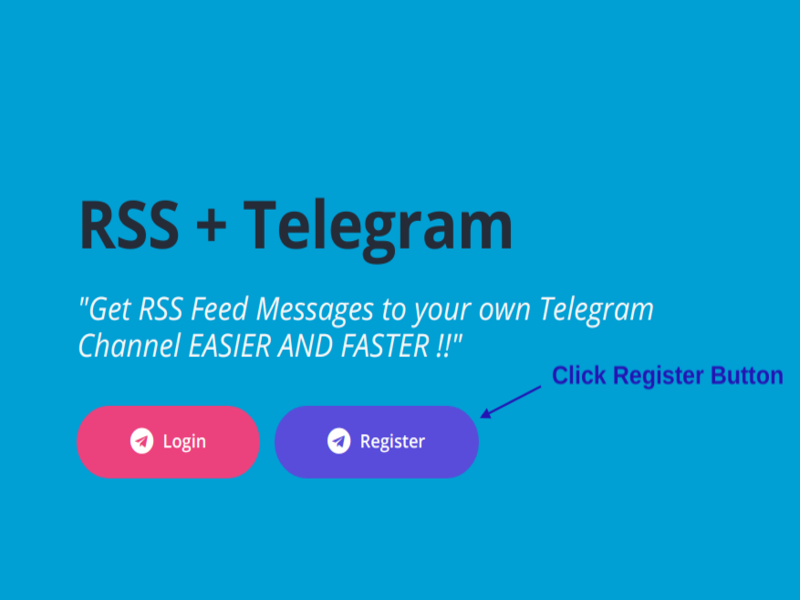 RSS + Telegram
"Get RSS Feed Messages to your own Telegram
Channel EASIER AND FASTER !!"
Click Register Button
Login
Register